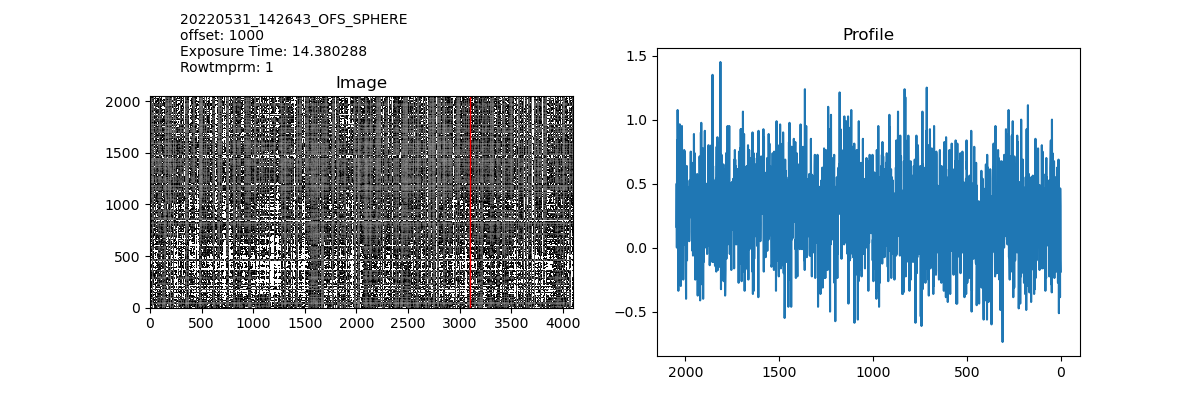 20220531_142643_OFS_SPHERE
offset: 1000
Exposure Time: 14.380288
Rowtmprm: 1
Image
2000
1500
1000
500
0
0 500 1000 1500 2000 2500 3000 3500 4000
Profile
1.5
1.0
0.5
0.0
−0.5
2000 1500 1000 500 0